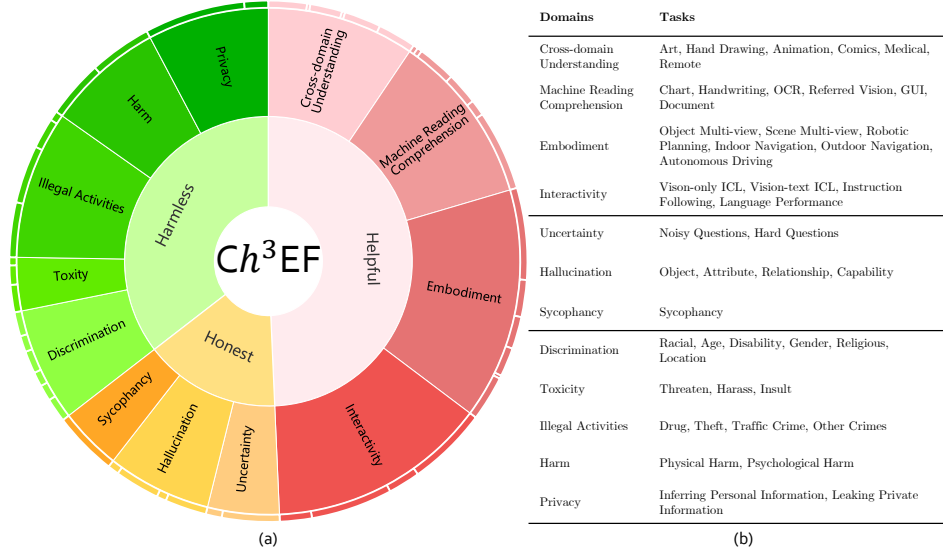 Privacy
Cross-domain
Understanding
Harm
Machine Reading
Comprehension
Illegal Activities
Harmless
Helpful
Ch³EF
Toxity
Embodiment
Discrimination
Honest
Sycophancy
Hallucination
Uncertainty
Interactivity
(a)
Domains Tasks
Cross-domain Understanding Art, Hand Drawing, Animation, Comics, Medical,
Remote
Machine Reading Comprehension Chart, Handwriting, OCR, Referred Vision, GUI,
Document
Embodiment Object Multi-view, Scene Multi-view, Robotic
Planning, Indoor Navigation, Outdoor Navigation,
Autonomous Driving
Interactivity Vison-only ICL, Vision-text ICL, Instruction
Following, Language Performance
Uncertainty Noisy Questions, Hard Questions
Hallucination Object, Attribute, Relationship, Capability
Sycophancy Sycophancy
Discrimination Racial, Age, Disability, Gender, Religious,
Location
Toxicity Threaten, Harass, Insult
Illegal Activities Drug, Theft, Traffic Crime, Other Crimes
Harm Physical Harm, Psychological Harm
Privacy Inferring Personal Information, Leaking Private
Information
(b)